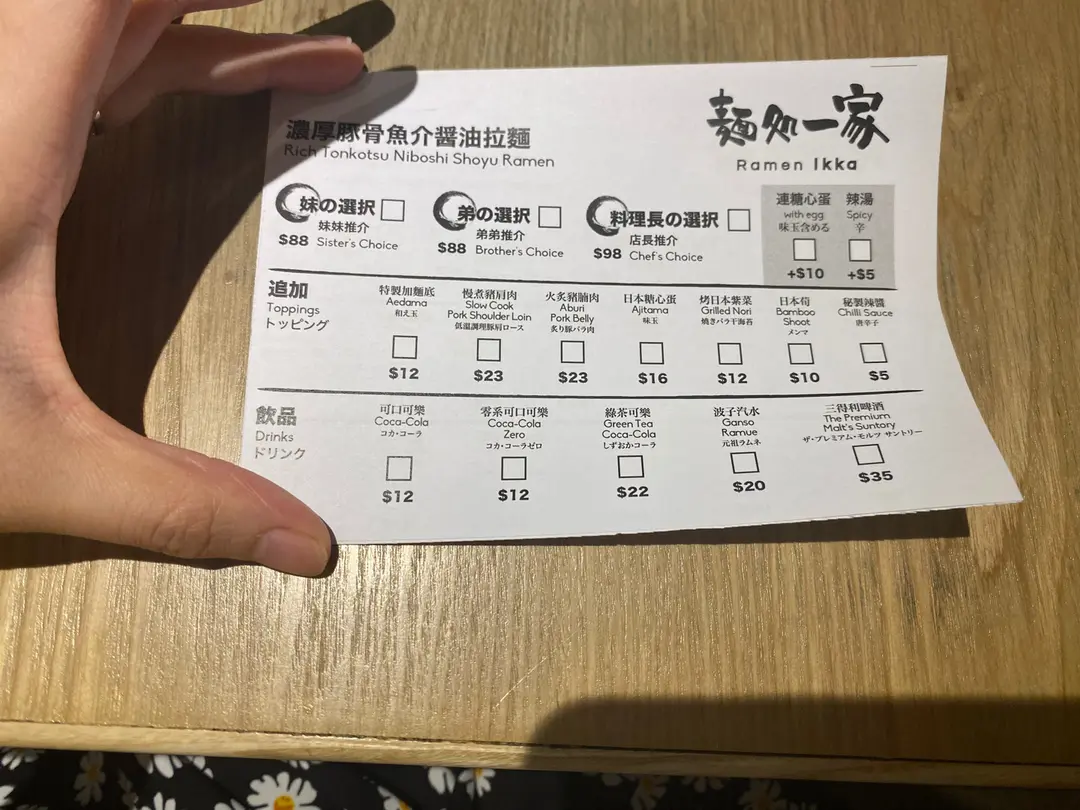 濃厚豚骨魚介醤油拉麵
Rich Tonkotsu Niboshi Shoyu Ramen
麺処一家
Ramen Ikka
妹の選択
妹妹推介
$88 Sister's Choice
弟の選択
弟弟推介
$88 Brother's Choice
料理長の選択
店長推介
$98 Chef's Choice
連糖心蛋
with egg
味玉含める
+$10
辣湯
Spicy
辛
+$5
追加
Toppings
トッピング
特製加麵底
Aedama
和え玉
$12
慢煮豬肩肉
Slow Cook
Pork Shoulder Loin
低温調理豚肩ロース
$23
火炙豬腩肉
Aburi
Pork Belly
炙り豚バラ肉
$23
日本糖心蛋
Ajitama
味玉
$16
烤日本紫菜
Grilled Nori
焼きバラ干海苔
$12
日本荀
Bamboo
Shoot
メンマ
$10
秘製辣醬
Chilli Sauce
唐辛子
$5
飲品
Drinks
ドリンク
可口可樂
Coca-Cola
コカ・コーラ
$12
零系可口可樂
Coca-Cola
Zero
コカ・コーラゼロ
$12
綠茶可樂
Green Tea
Coca-Cola
しずおかコーラ
$22
波子汽水
Ganso
Ramue
元祖ラムネ
$20
三得利啤酒
The Premium
Malt's Suntory
ザ・プレミアム・モルツ サントリー
$35